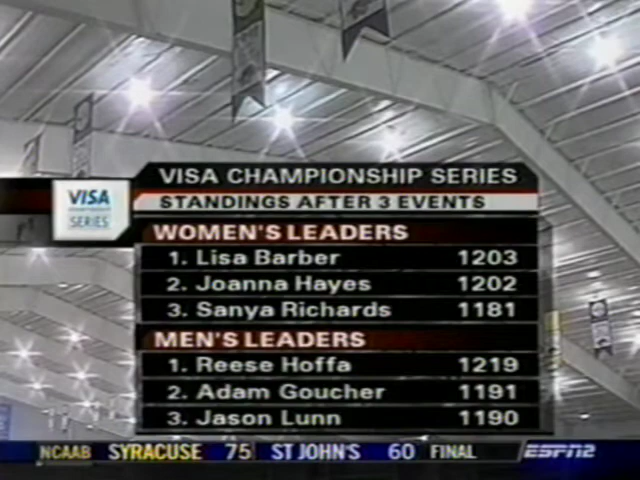 VISA CHAMPIONSHIP SERIES
VISA
CHAMPIONSHIP
SERIES
STANDINGS AFTER 3 EVENTS
WOMEN'S LEADERS
1. Lisa Barber 1203
2. Joanna Hayes 1202
3. Sanya Richards 1181
MEN'S LEADERS
1. Reese Hoffa 1219
2. Adam Goucher 1191
3. Jason Lunn 1190
NCAAB SYRACUSE 75 ST JOHN'S 60 FINAL ESPN2